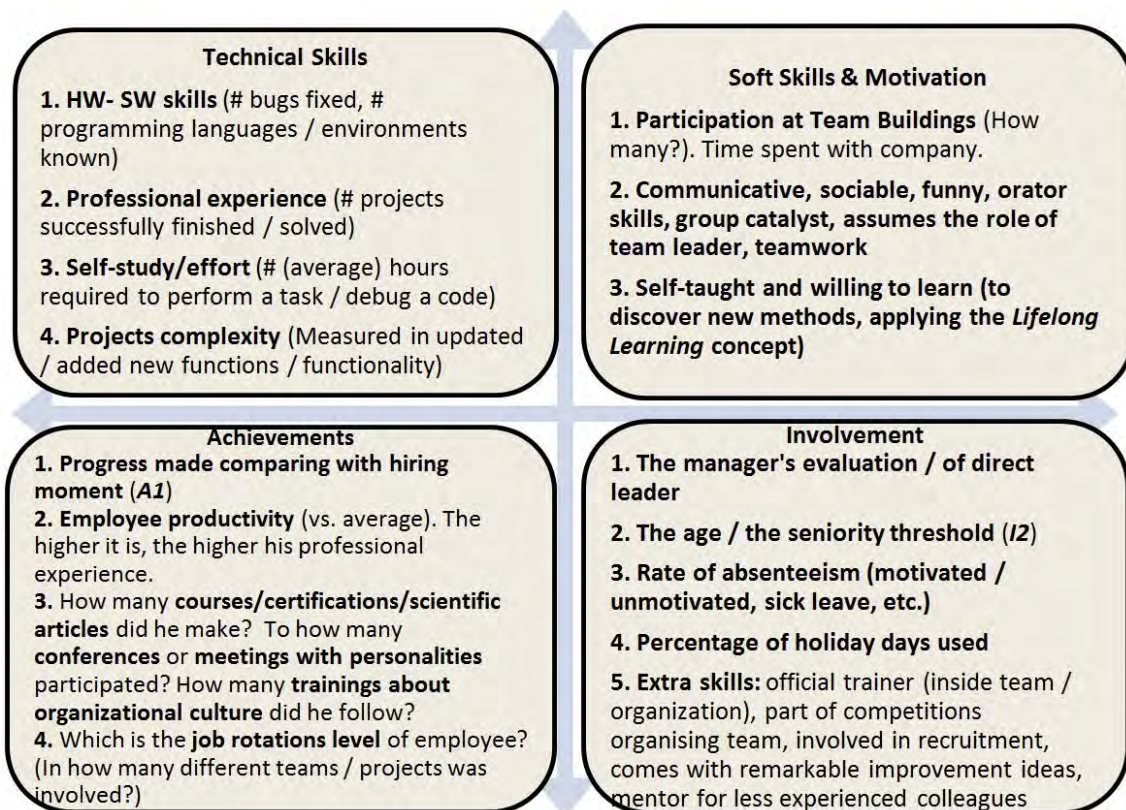 Technical Skills
1. HW- SW skills (# bugs fixed, #
programming languages / environments
known)
2. Professional experience (# projects
successfully finished / solved)
3. Self-study/effort (# (average) hours
required to perform a task / debug a code)
4. Projects complexity (Measured in updated
/ added new functions / functionality)
Soft Skills & Motivation
1. Participation at Team Buildings (How
many?). Time spent with company.
2. Communicative, sociable, funny, orator
skills, group catalyst, assumes the role of
team leader, teamwork
3. Self-taught and willing to learn (to
discover new methods, applying the Lifelong
Learning concept)
Achievements
1. Progress made comparing with hiring
moment (A1)
2. Employee productivity (vs. average). The
higher it is, the higher his professional
experience.
3. How many courses/certifications/scientific
articles did he make? To how many
conferences or meetings with personalities
participated? How many trainings about
organizational culture did he follow?
4. Which is the job rotations level of employee?
(In how many different teams / projects was
involved?)
Involvement
1. The manager's evaluation / of direct
leader
2. The age / the seniority threshold (I2)
3. Rate of absenteeism (motivated /
unmotivated, sick leave, etc.)
4. Percentage of holiday days used
5. Extra skills: official trainer (inside team /
organization), part of competitions
organising team, involved in recruitment,
comes with remarkable improvement ideas,
mentor for less experienced colleagues